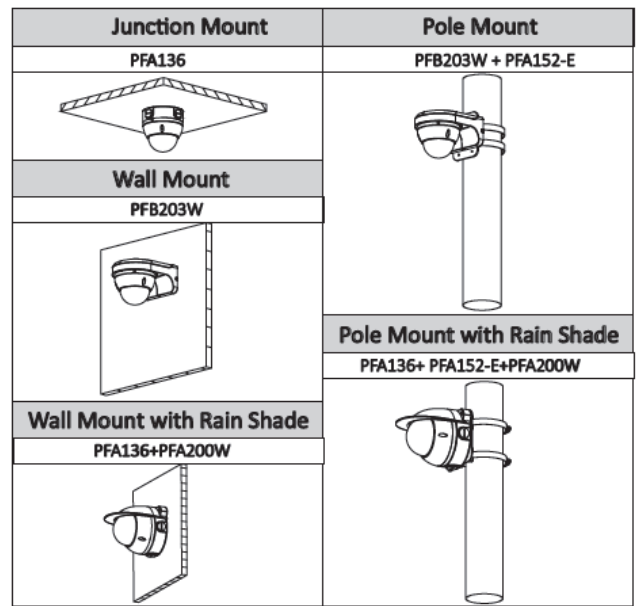 Junction Mount
PFA136
Wall Mount
PFB203W
Wall Mount with Rain Shade
PFA136+PFA200W
Pole Mount
PFB203W + PFA152-E
Pole Mount with Rain Shade
PFA136+ PFA152-E+PFA200W